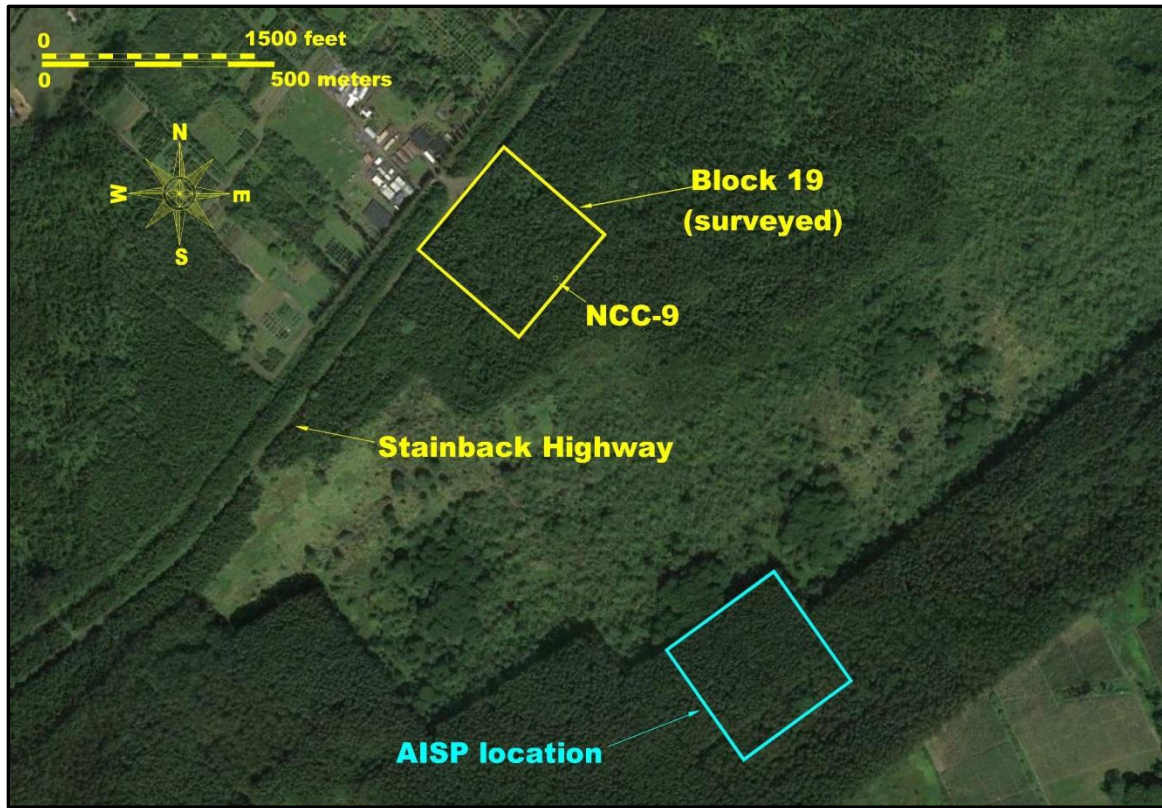 0 1500 feet
0 500 meters
N
W E
S
Block 19
(surveyed)
NCC-9
Stainback Highway
AISP location